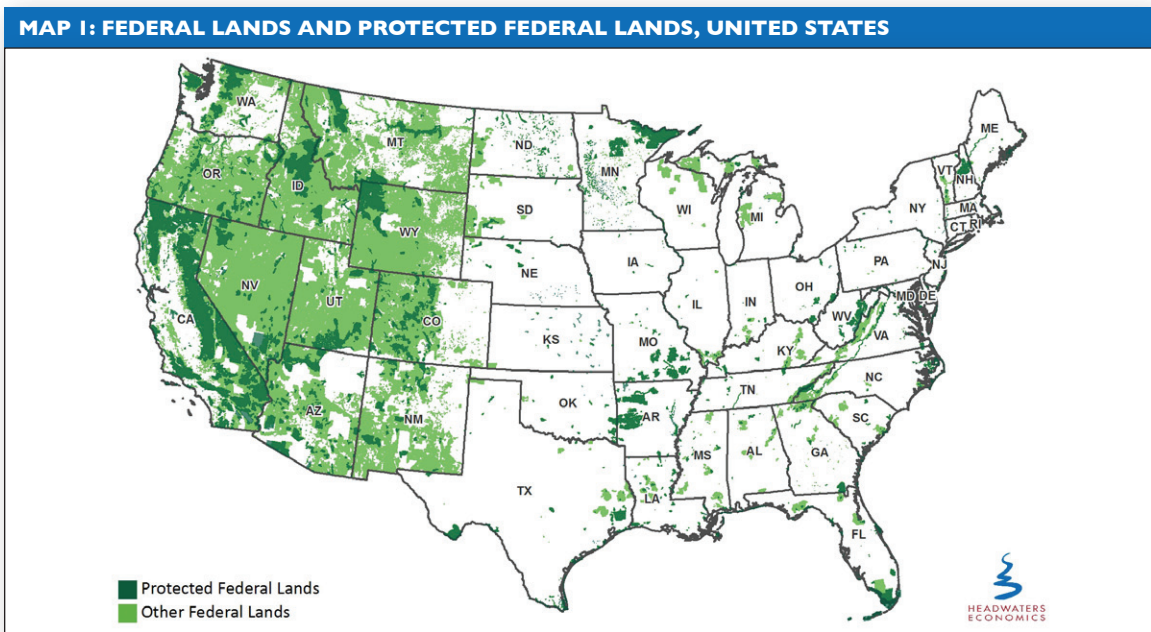 MAP 1: FEDERAL LANDS AND PROTECTED FEDERAL LANDS, UNITED STATES
WA
MT
ND
MN
ME
OR
ID
SD
WI
MI
VT
NH
NY
MA
CT
RI
WY
NE
IA
PA
NJ
NV
UT
CO
IL
IN
OH
MD
DE
WV
VA
CA
KS
MO
KY
AZ
NM
OK
AR
TN
NC
SC
MS
AL
GA
TX
LA
FL
Protected Federal Lands
Other Federal Lands
HEADWATERS
ECONOMICS